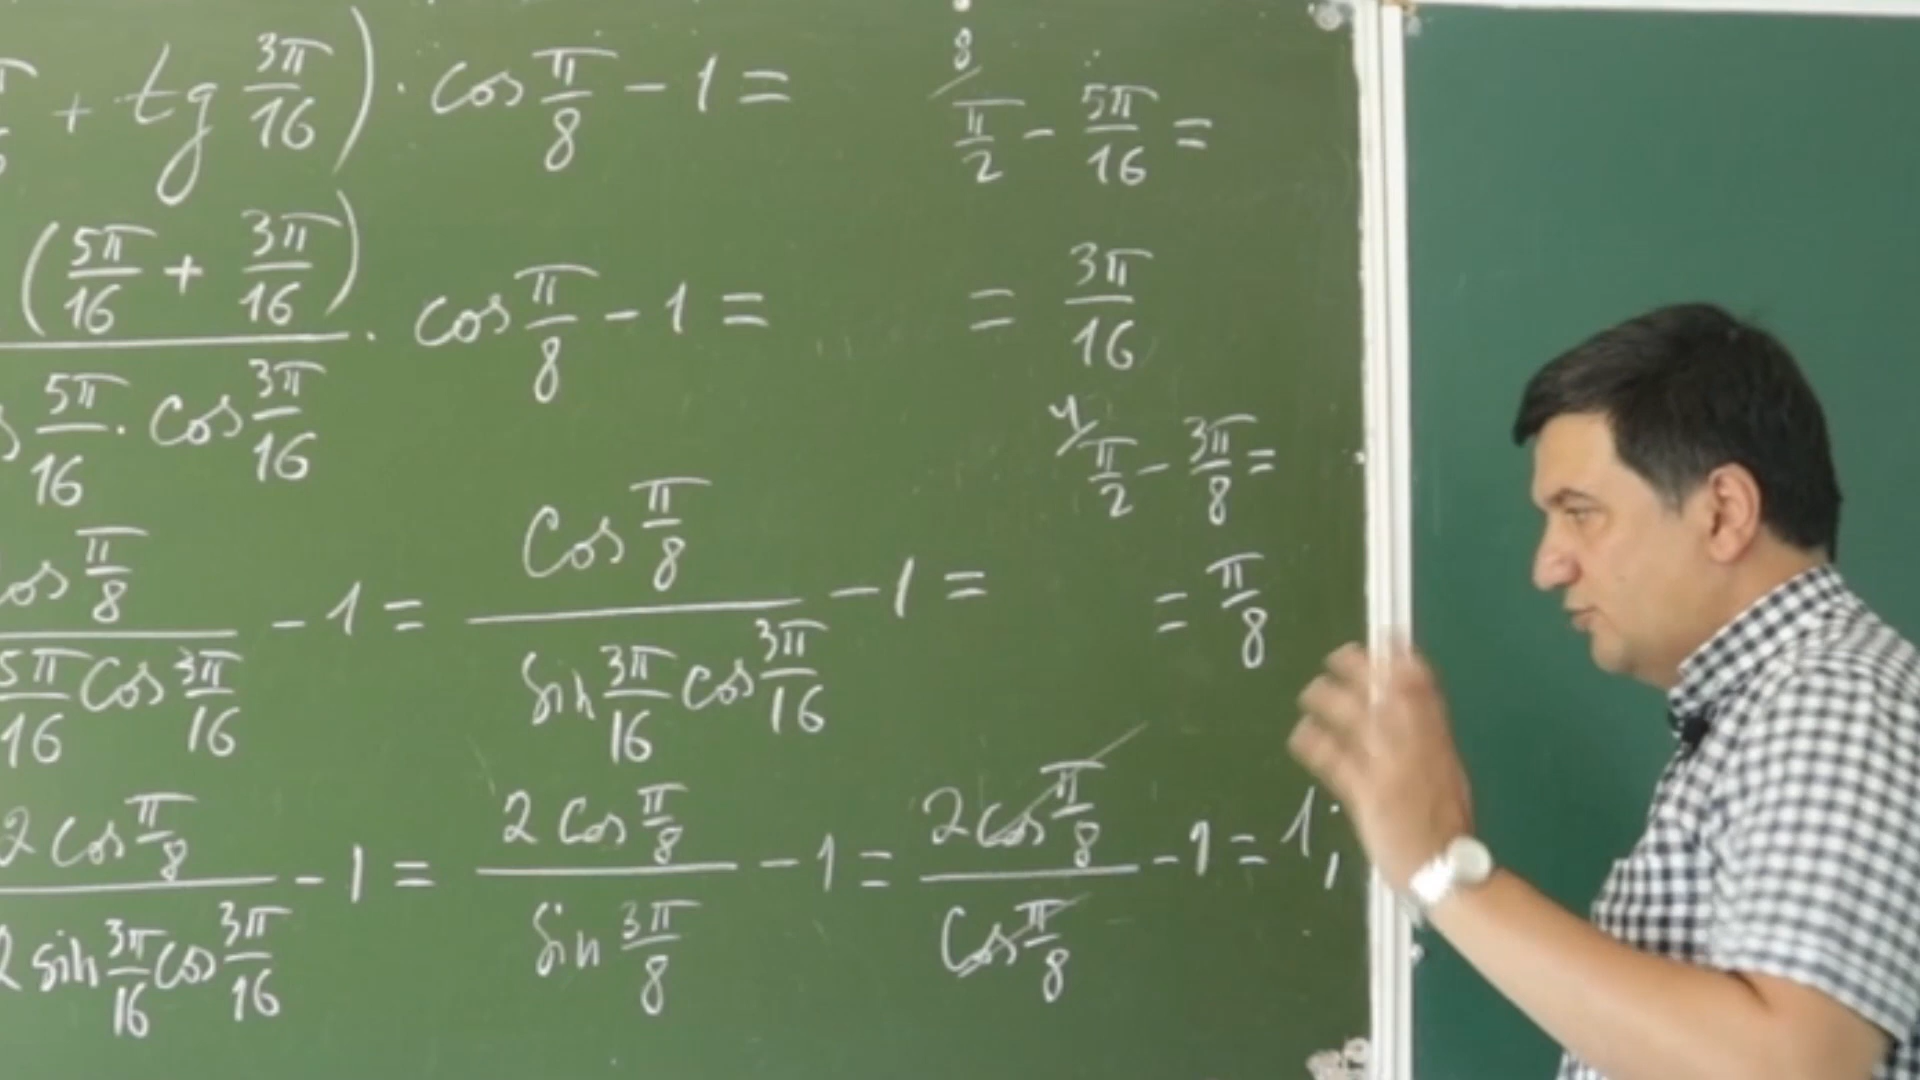 + tg 3π/16) · cos π/8 - 1 =
(5π/16 + 3π/16) / 5π/16 · cos 3π/16 · cos π/8 - 1 =
cos π/8 / 5π/16 cos 3π/16 - 1 = cos π/8 / sin 3π/16 cos 3π/16 - 1 =
2 cos π/8 / 2 sin 3π/16 cos 3π/16 - 1 = 2 cos π/8 / sin 3π/8 - 1 = 2 cos π/8 / cos π/8 - 1 = 1;
8/ π/2 - 5π/16 =
= 3π/16
4/ π/2 - 3π/8 =
= π/8